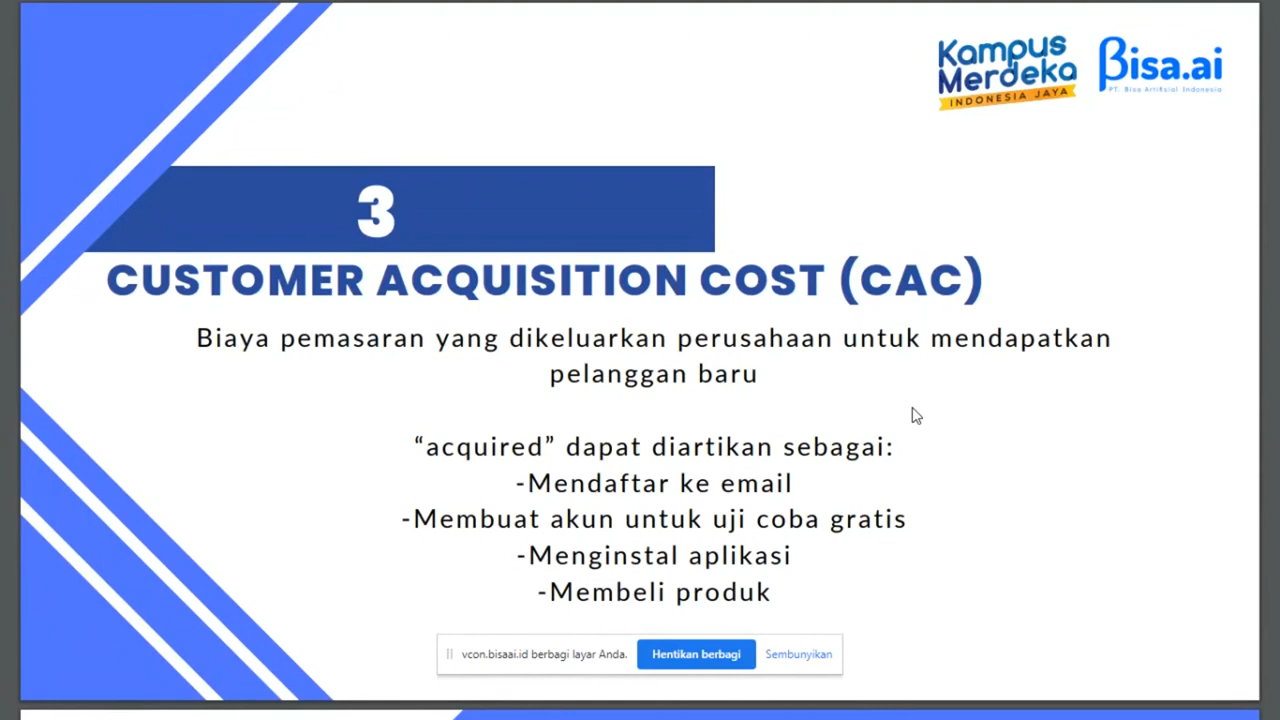 Kampus
Merdeka
INDONESIA JAYA
Bisa.ai
PT. Bisa Artifisial Indonesia
3
CUSTOMER ACQUISITION COST (CAC)
Biaya pemasaran yang dikeluarkan perusahaan untuk mendapatkan
pelanggan baru
“acquired” dapat diartikan sebagai:
-Mendaftar ke email
-Membuat akun untuk uji coba gratis
-Menginstal aplikasi
-Membeli produk
vcon.bisaai.id berbagi layar Anda. Hentikan berbagi Sembunyikan